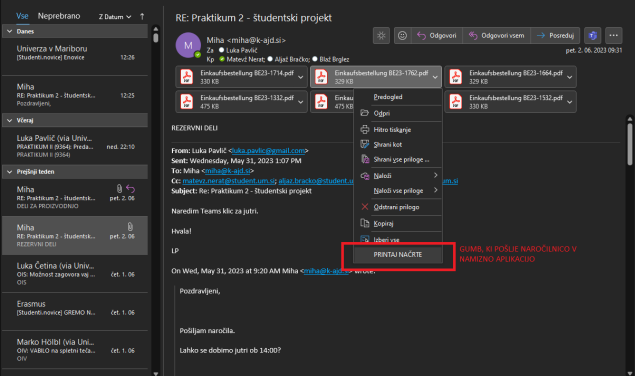 Vse Neprebrano Z Datum ↑
Danes
Univerza v Mariboru
[Studenti.novice] Enovice 12:26
Miha
RE: Praktikum 2 - študentsk... 12:25
Pozdravljeni,
Včeraj
Luka Pavlič (via Univ...
PRAKTIKUM II (9364): Preda... ned. 22:10
PRAKTIKUM II (9364)
Prejšnji teden
Miha
RE: Praktikum 2 - študentsk... pet. 2. 06
DELI ZA PROIZVODNJO
Miha
RE: Praktikum 2 - študentsk... pet. 2. 06
REZERVNI DELI
Luka Četina (via Univ...
OIS: Možnost zagovora vaj ... čet. 1. 06
OIS
Erasmus
[Studenti.novice] GREMO N... čet. 1. 06
Marko Hölbl (via Univ...
OIV: VABILO na spletni teča... čet. 1. 06
OIV
RE: Praktikum 2 - študentski projekt
M
Miha <miha@k-ajd.si>
Za Luka Pavlič
Kp Matevž Nerat; Aljaž Bračko; Blaž Brglez
Odgovori Odgovori vsem Posreduj
pet. 2. 06 2023 09:31
Einkaufsbestellung BE23-1714.pdf
330 KB
Einkaufsbestellung BE23-1762.pdf
329 KB
Einkaufsbestellung BE23-1664.pdf
329 KB
Einkaufsbestellung BE23-1332.pdf
475 KB
Einkaufsbestellung
475 KB
BE23-1532.pdf
330 KB
REZERVNI DELI
From: Luka Pavlič <luka.pavlic@gmail.com>
Sent: Wednesday, May 31, 2023 1:07 PM
To: Miha <miha@k-ajd.si>
Cc: matevz.nerat@student.um.si; aljaz.bracko@student.um.si
Subject: Re: Praktikum 2 - študentski projekt
Naredim Teams klic za jutri.
Hvala!
LP
On Wed, May 31, 2023 at 9:20 AM Miha <miha@k-ajd.si> wrote:
Pozdravljeni,
Pošiljam naročila.
Lahko se dobimo jutri ob 14:00?
Predogled
Odpri
Hitro tiskanje
Shrani kot
Shrani vse priloge ...
Naloži
Naloži vse priloge
Odstrani prilogo
Kopiraj
Izberi vse
PRINTAJ NAČRTE
GUMB, KI POŠLJE NAROČILNICO V
NAMIZNO APLIKACIJO